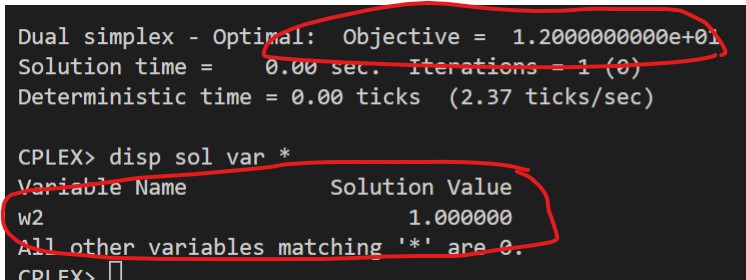 Dual simplex - Optimal:  Objective =  1.2000000000e+01
Solution time =    0.00 sec.  Iterations = 1 (0)
Deterministic time = 0.00 ticks  (2.37 ticks/sec)
CPLEX> disp sol var *
Variable Name           Solution Value
w2                            1.000000
All other variables matching '*' are 0.
CPLEX>